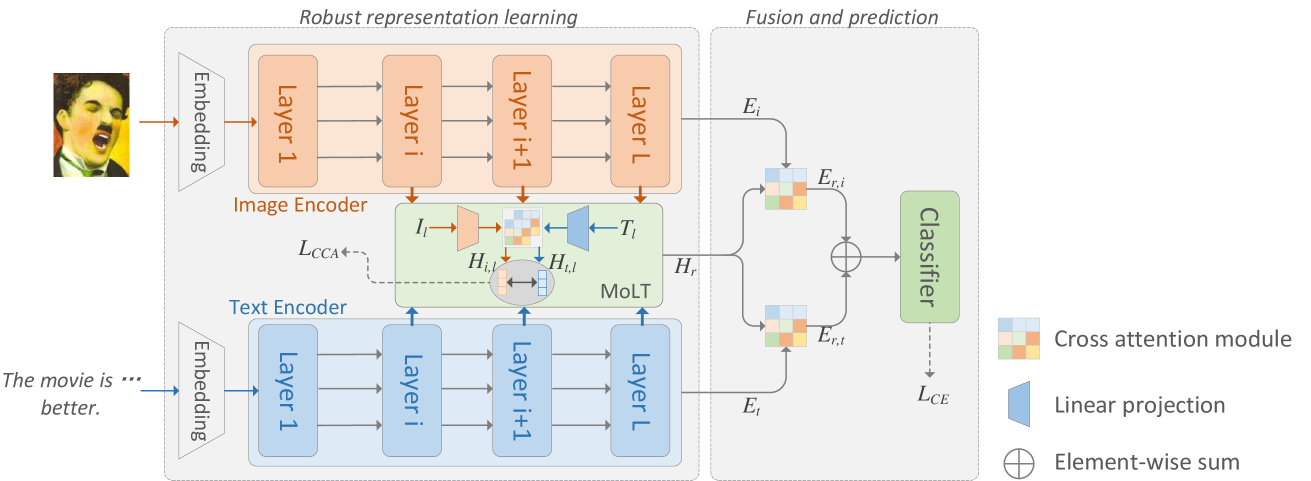 Robust representation learning
Fusion and prediction
Embedding
Layer 1
Layer i
Layer i+1
Layer L
Image Encoder
E_i
E_{r,i}
I_l
T_l
L_{CCA}
H_{i,l}
H_{t,l}
MoLT
H_r
Classifier
Text Encoder
Embedding
Layer 1
Layer i
Layer i+1
Layer L
The movie is ···
better.
E_{r,t}
E_t
L_{CE}
Cross attention module
Linear projection
Element-wise sum